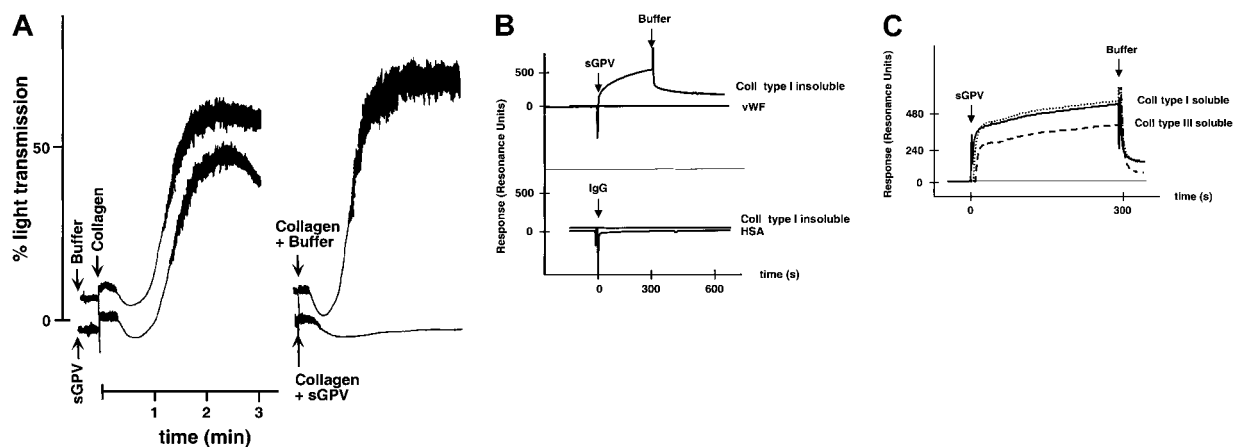 A
% light transmission
50
0
Buffer
Collagen
sGPV
Collagen
+ Buffer
Collagen
+ sGPV
1
2
3
time (min)
B
Response (Resonance Units)
Buffer
sGPV
500
0
Coll type I insoluble
vWF
500
0
IgG
Coll type I insoluble
HSA
time (s)
0
300
600
C
Response (Resonance Units)
Buffer
sGPV
480
240
0
Coll type I soluble
Coll type III soluble
time (s)
0
300